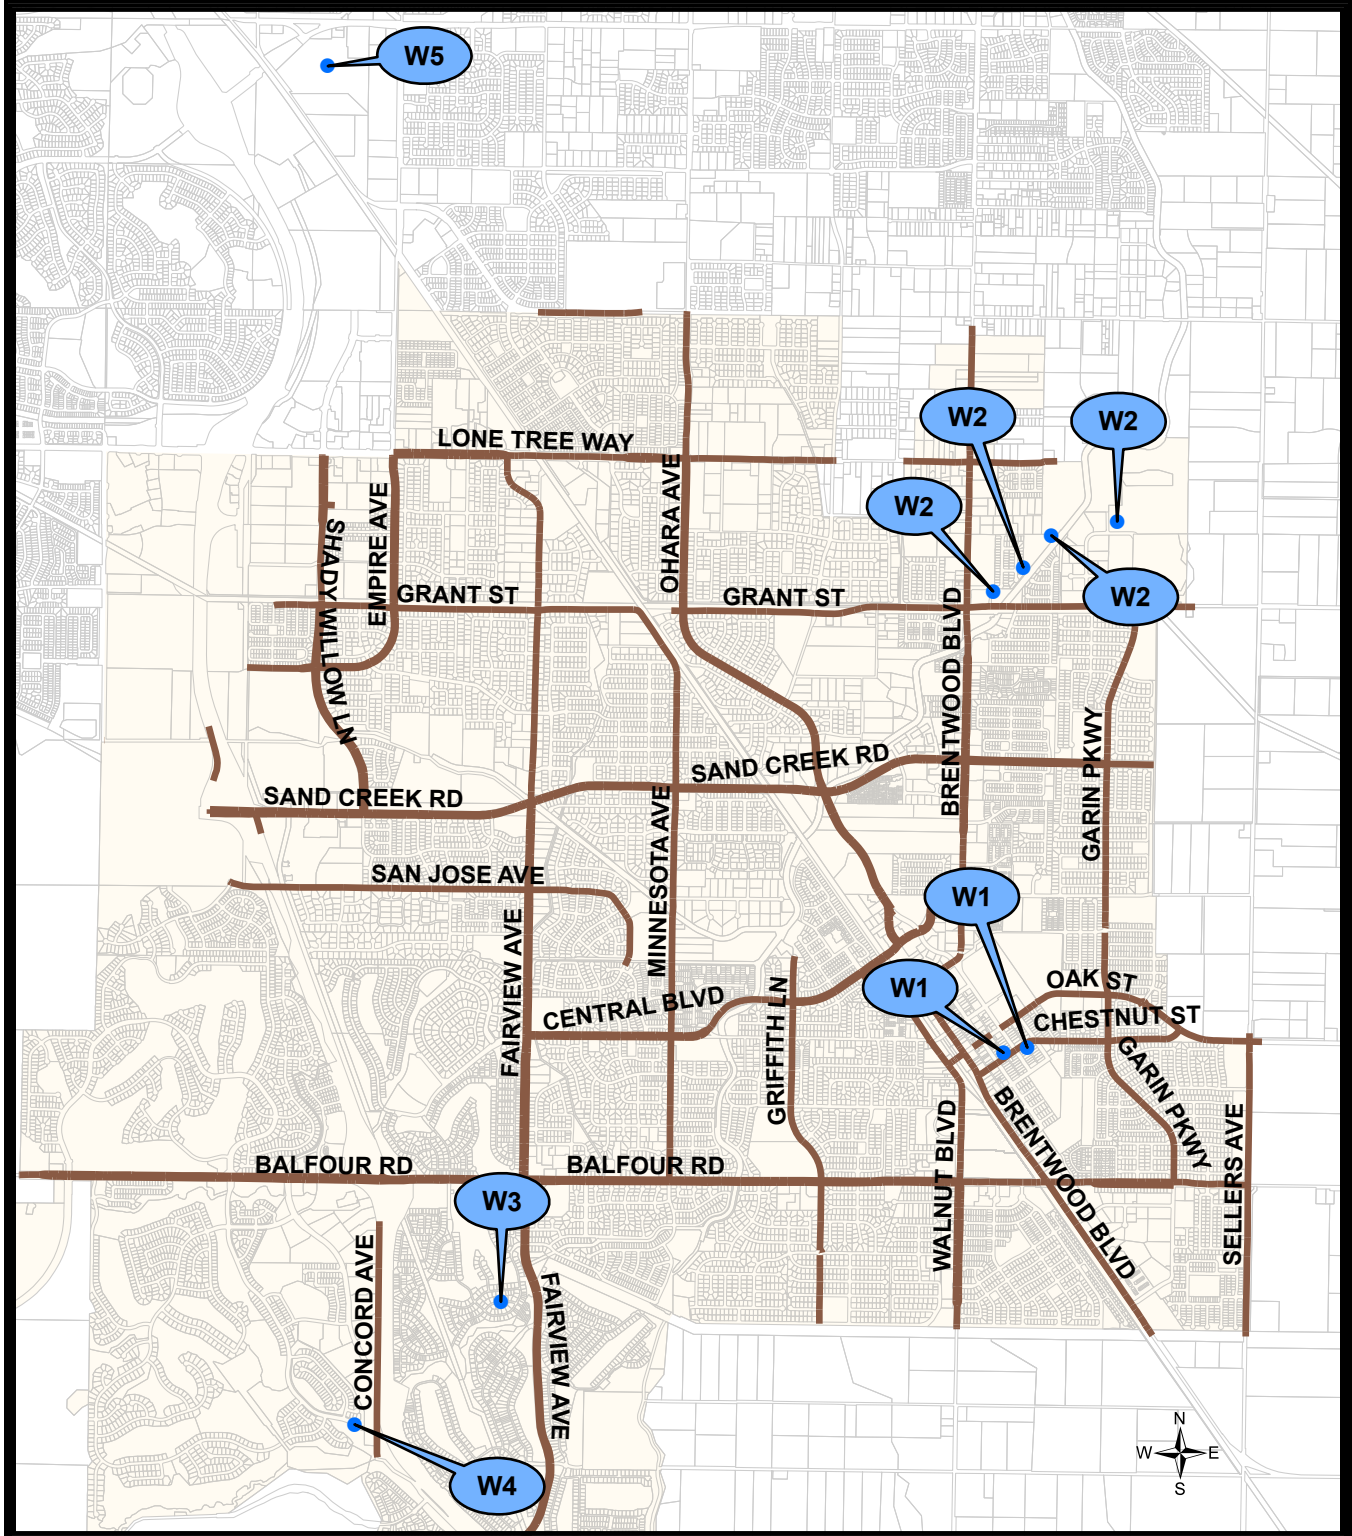 W5
LONE TREE WAY
W2
W2
W2
W2
SHADY WILLOW LN
EMPIRE AVE
OHARA AVE
GRANT ST
GRANT ST
BRENTWOOD BLVD
GARIN PKWY
SAND CREEK RD
SAND CREEK RD
MINNESOTA AVE
SAN JOSE AVE
FAIRVIEW AVE
W1
W1
OAK ST
CHESTNUT ST
CENTRAL BLVD
GRIFFITH LN
GARIN PKWY
WALNUT BLVD
BRENTWOOD BLVD
SELLERS AVE
BALFOUR RD
BALFOUR RD
W3
CONCORD AVE
FAIRVIEW AVE
W4
N
W E
S